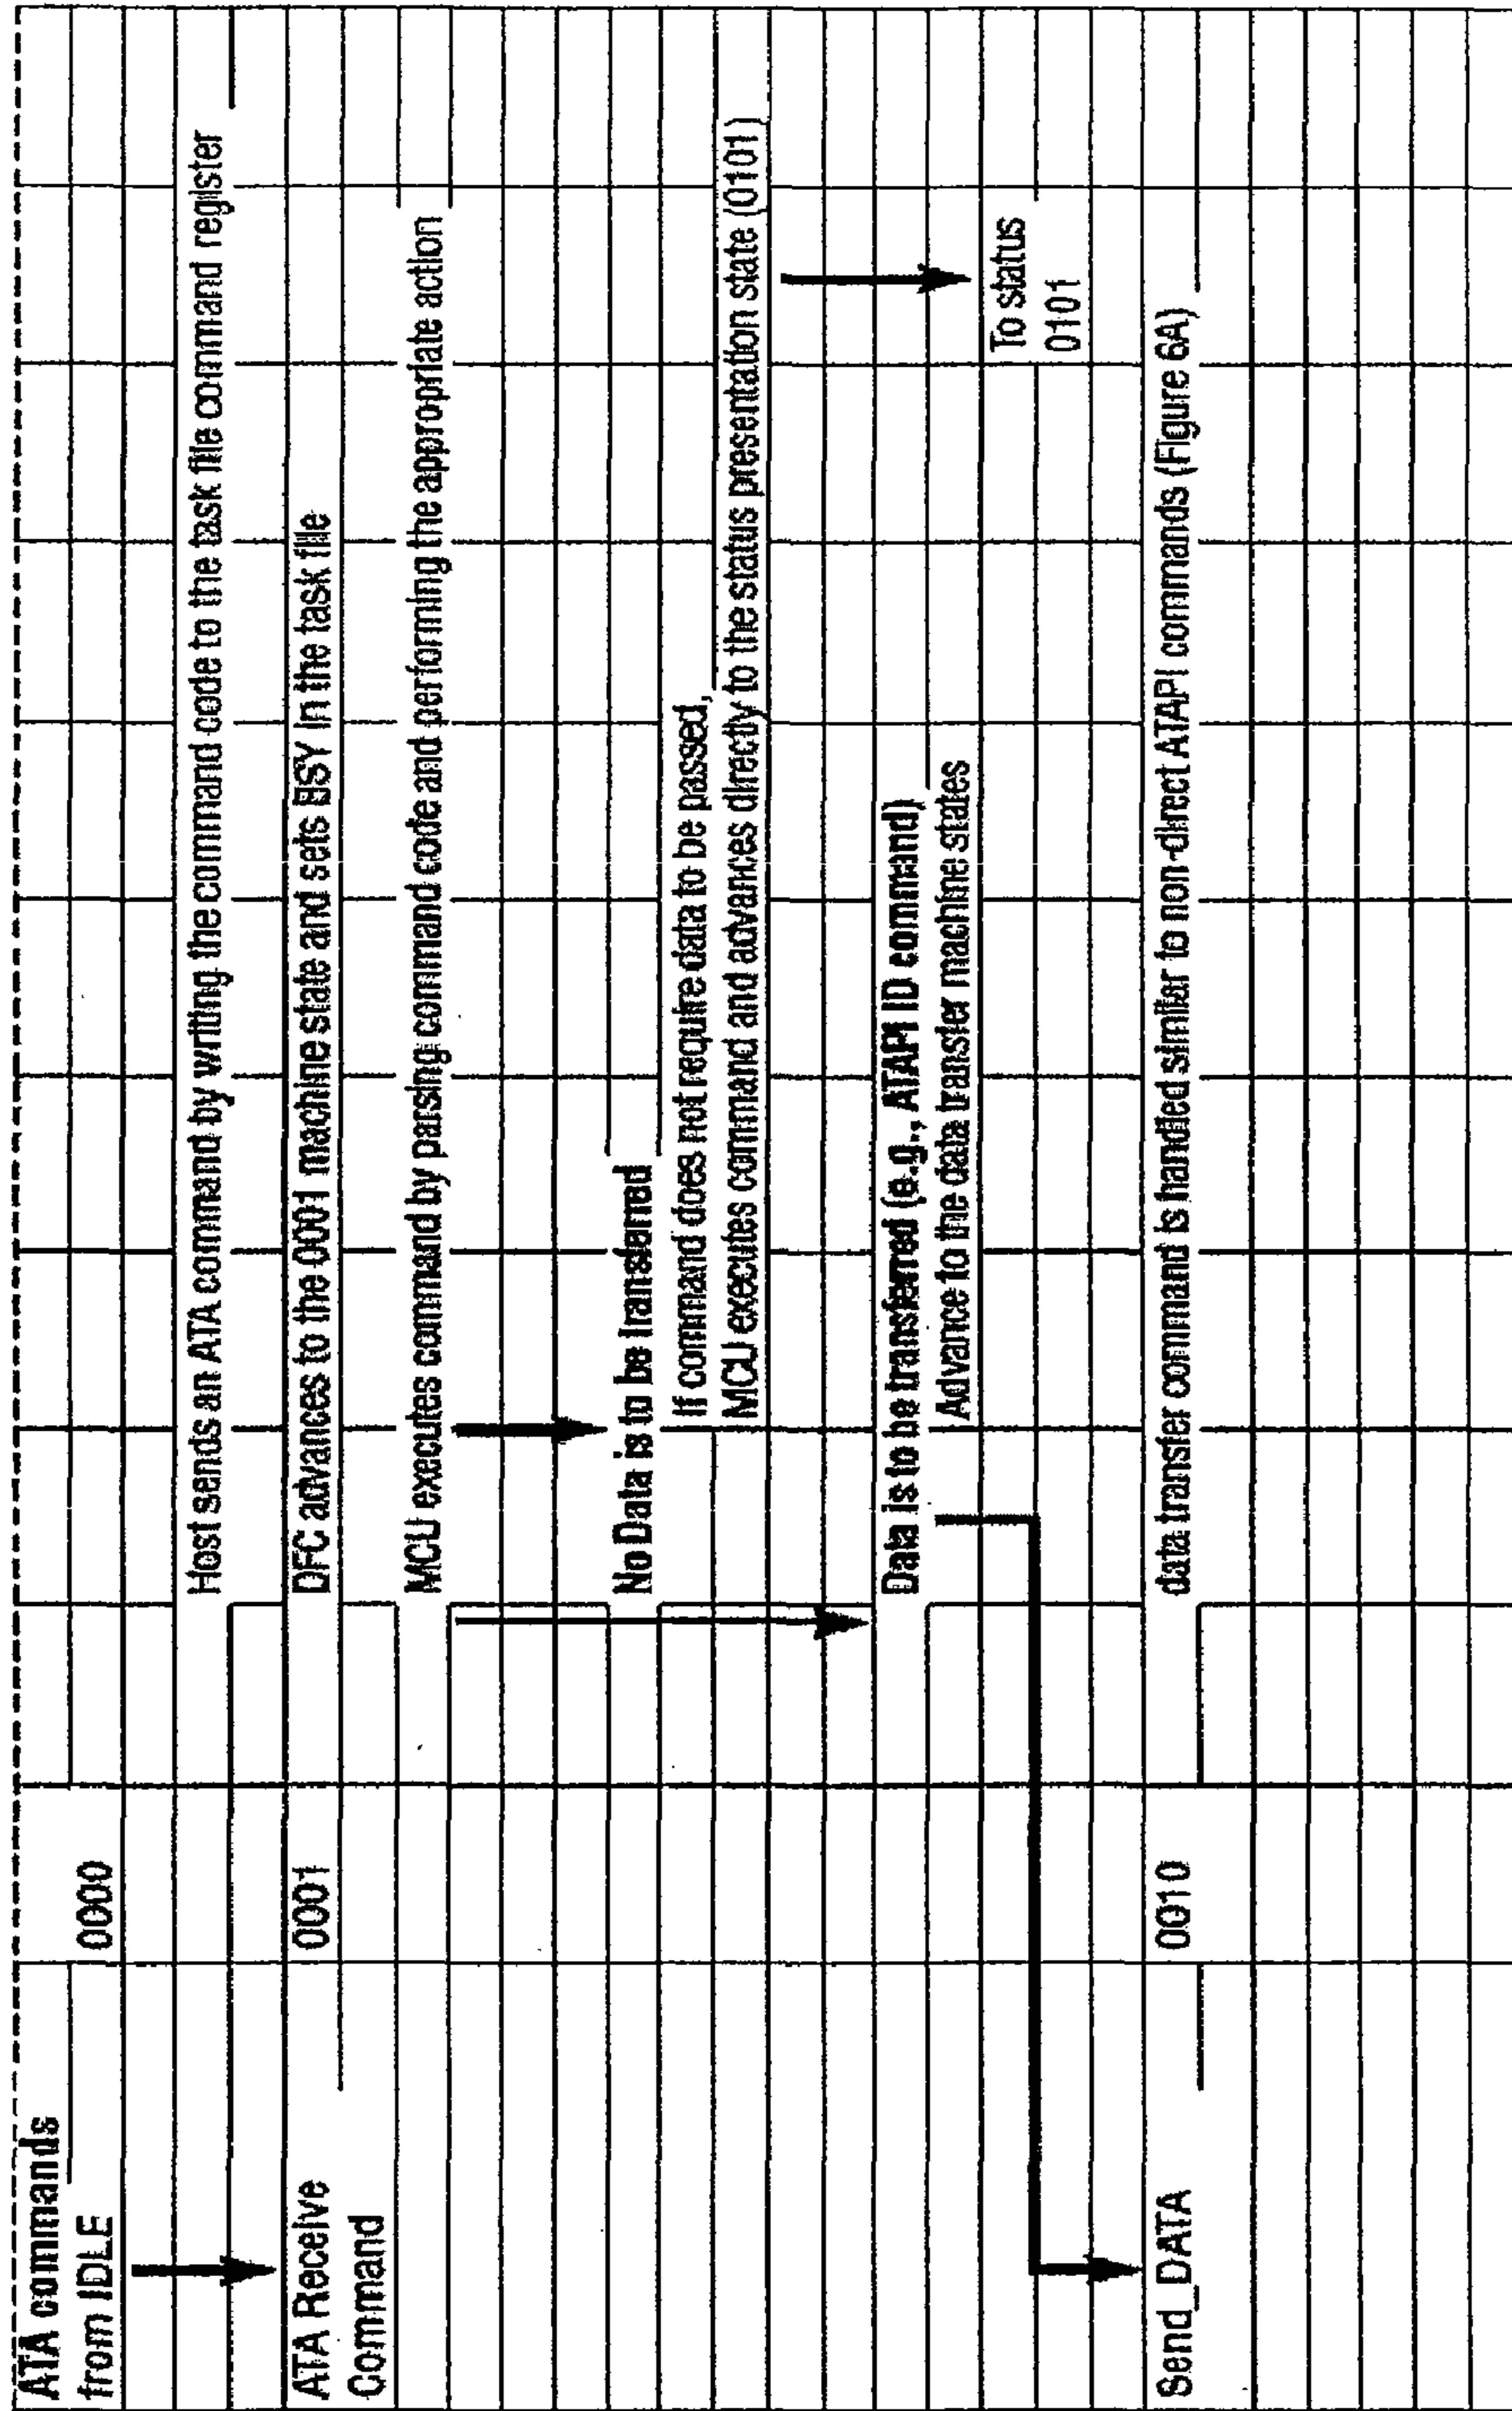 ATA commands
from IDLE 0000
Host sends an ATA command by writing the command code to the task file command register
ATA Receive 0001 DFC advances to the 0001 machine state and sets BSY in the task file
Command
MCU executes command by parsing command code and performing the appropriate action
No Data is to be transferred
If command does not require data to be passed,
MCU executes command and advances directly to the status presentation state (0101)
Data is to be transferred (e.g., ATAPI ID command)
Advance to the data transfer machine states
To status
0101
Send_DATA 0010 data transfer command is handled similar to non-direct ATAPI commands (Figure 6A)